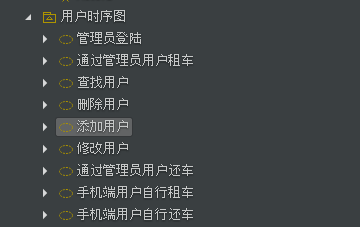 用户时序图
管理员登陆
通过管理员用户租车
查找用户
删除用户
添加用户
修改用户
通过管理员用户还车
手机端用户自行租车
手机端用户自行还车